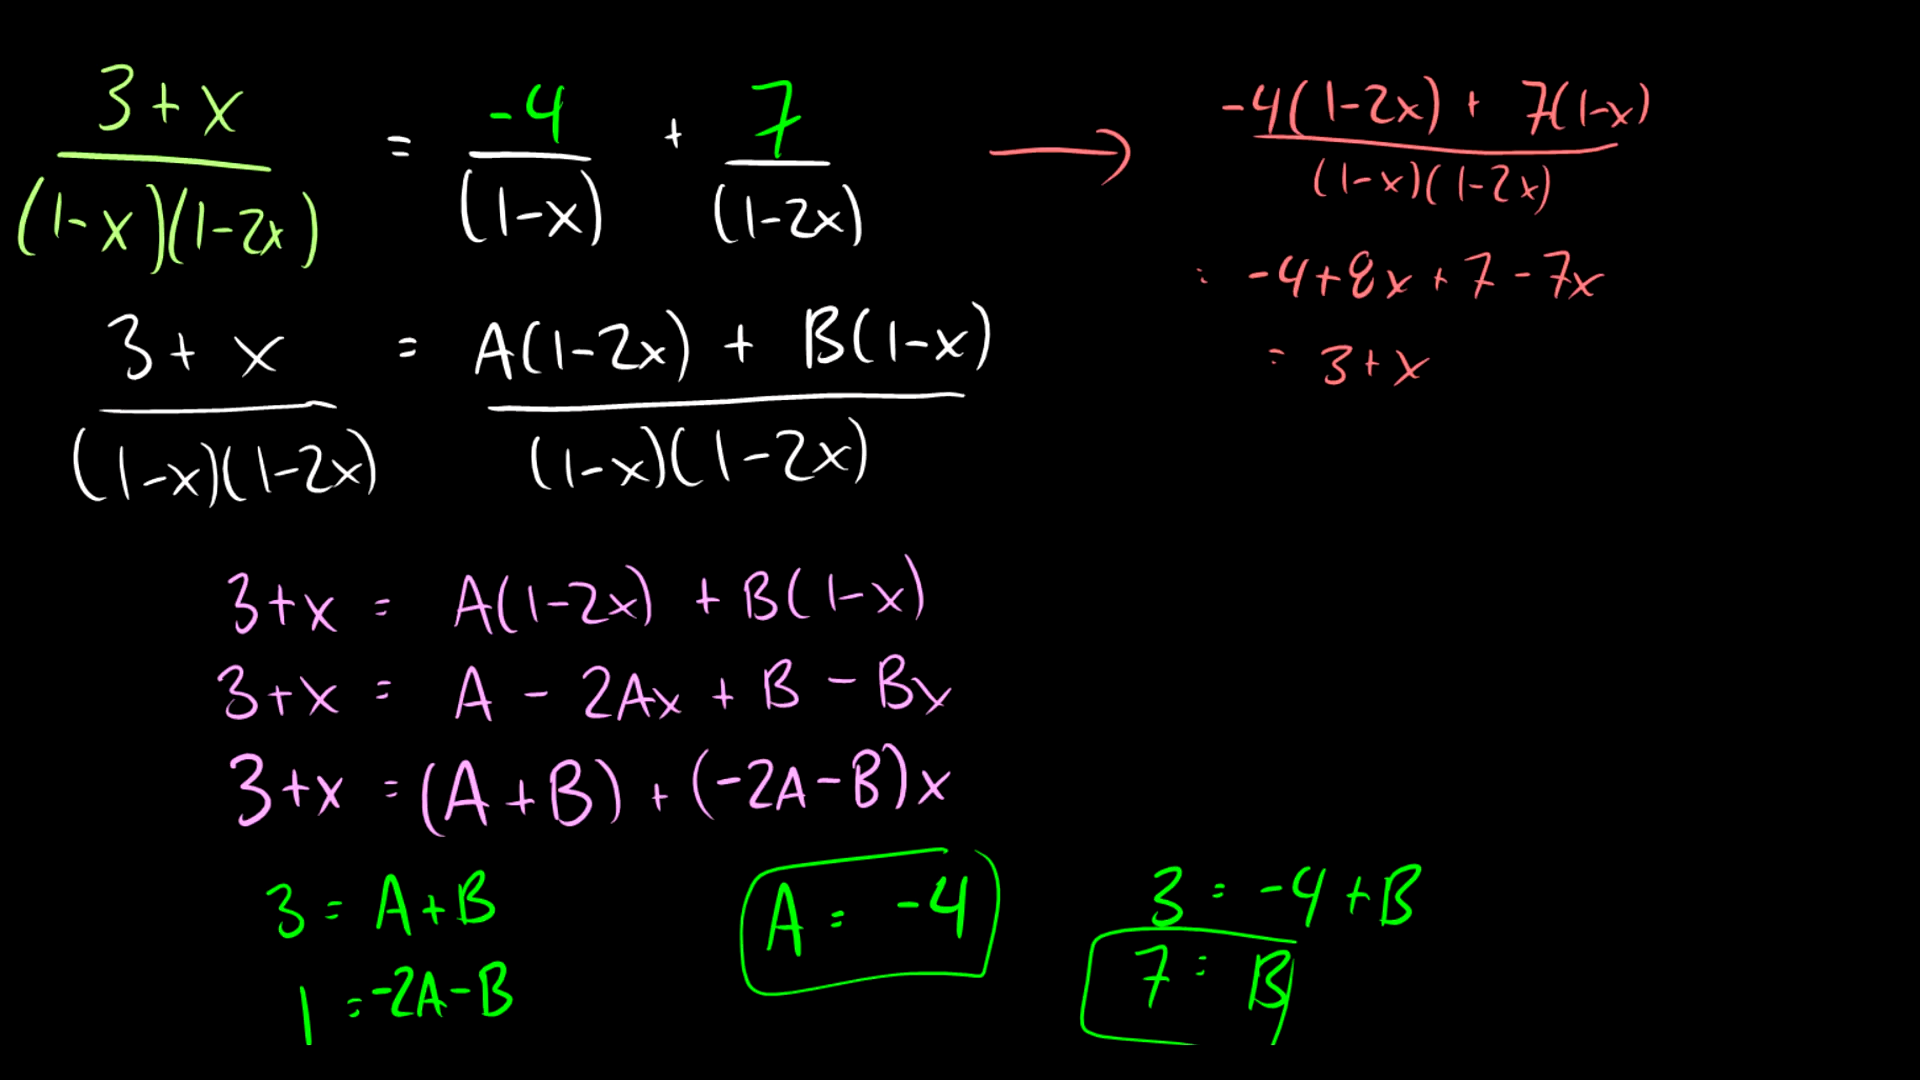 3 + x / (1-x)(1-2x) = -4 / (1-x) + 7 / (1-2x) → -4(1-2x) + 7(1-x) / (1-x)(1-2x)
= -4+8x + 7 - 7x
= 3+x
3 + x / (1-x)(1-2x) = A(1-2x) + B(1-x) / (1-x)(1-2x)
3+x = A(1-2x) + B(1-x)
3+x = A - 2Ax + B - Bx
3+x = (A+B) + (-2A-B)x
3 = A+B
1 = -2A-B
A = -4
3 = -4+B
7 = B